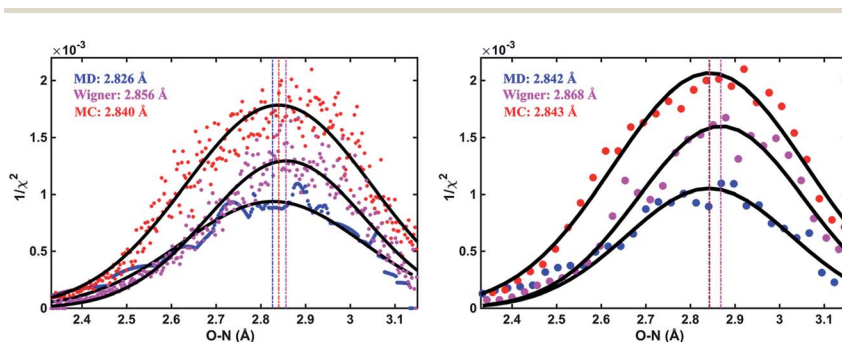 ×10⁻³
MD: 2.826 Å
Wigner: 2.856 Å
MC: 2.840 Å
2
1.5
1
0.5
0
1/χ²
2.4 2.5 2.6 2.7 2.8 2.9 3 3.1
O-N (Å)
×10⁻³
MD: 2.842 Å
Wigner: 2.868 Å
MC: 2.843 Å
2
1.5
1
0.5
0
1/χ²
2.4 2.5 2.6 2.7 2.8 2.9 3 3.1
O-N (Å)